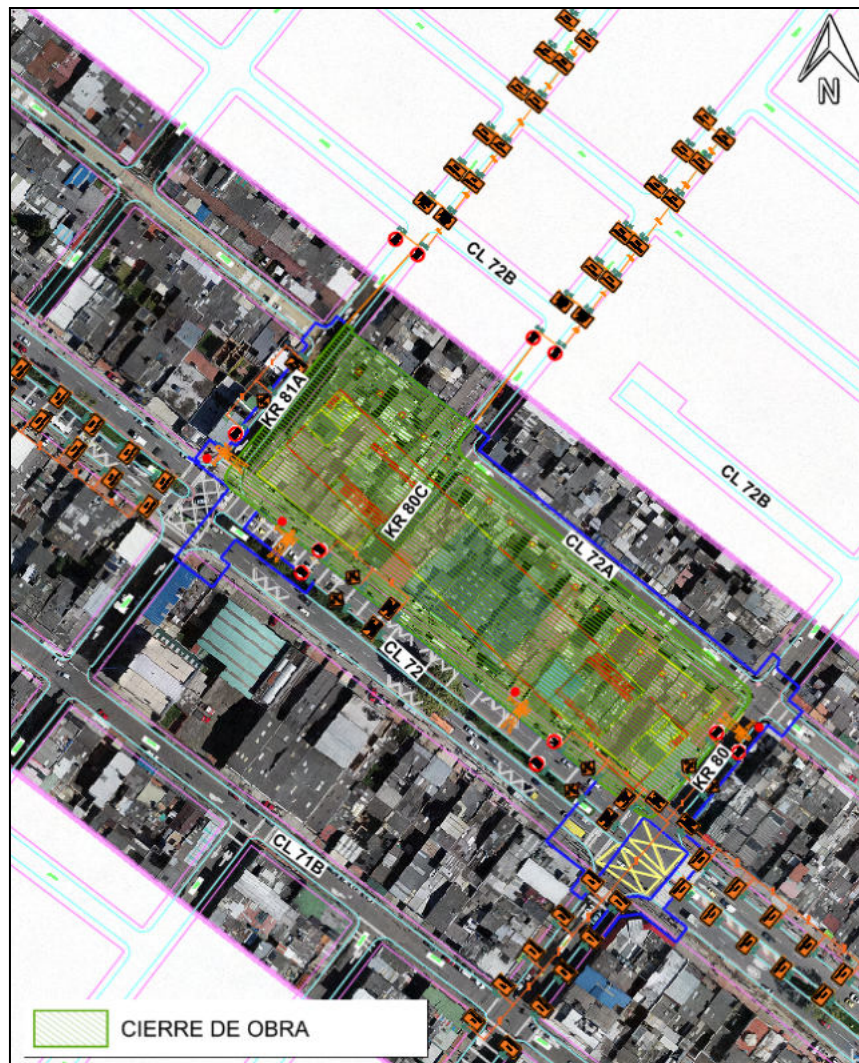 N
CL 72B
KR 81A
CL 72B
KR 80C
CL 72A
CL 72
KR 80
CL 71B
CIERRE DE OBRA